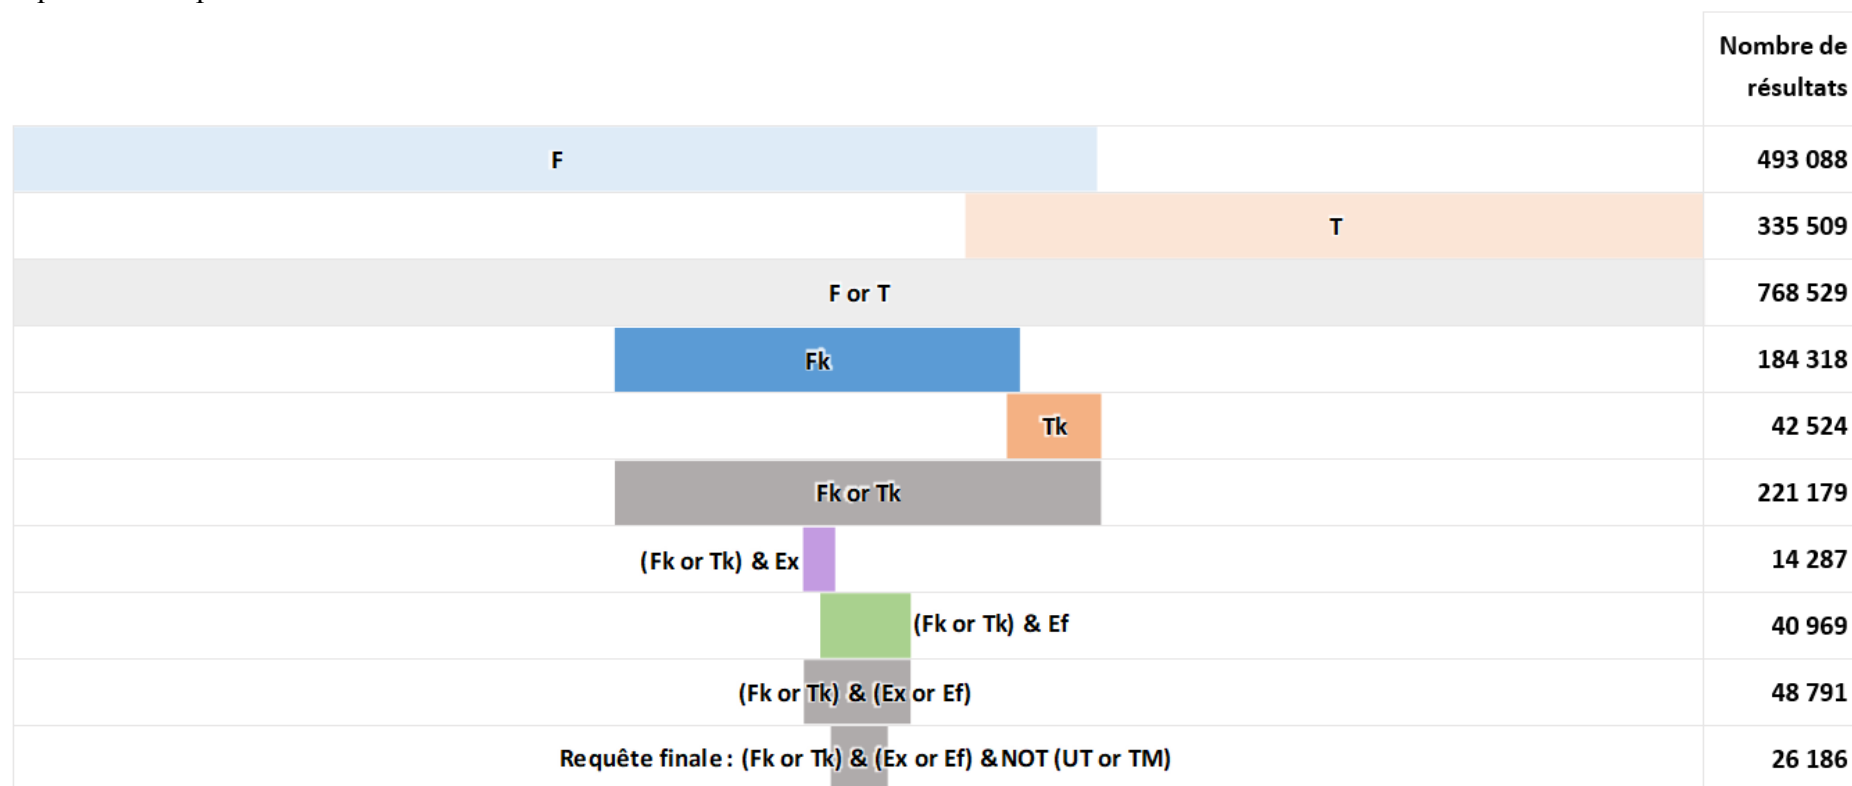 Nombre de
résultats
F 493 088
T 335 509
F or T 768 529
Fk 184 318
Tk 42 524
Fk or Tk 221 179
(Fk or Tk) & Ex 14 287
(Fk or Tk) & Ef 40 969
(Fk or Tk) & (Ex or Ef) 48 791
Requête finale : (Fk or Tk) & (Ex or Ef) &NOT (UT or TM) 26 186